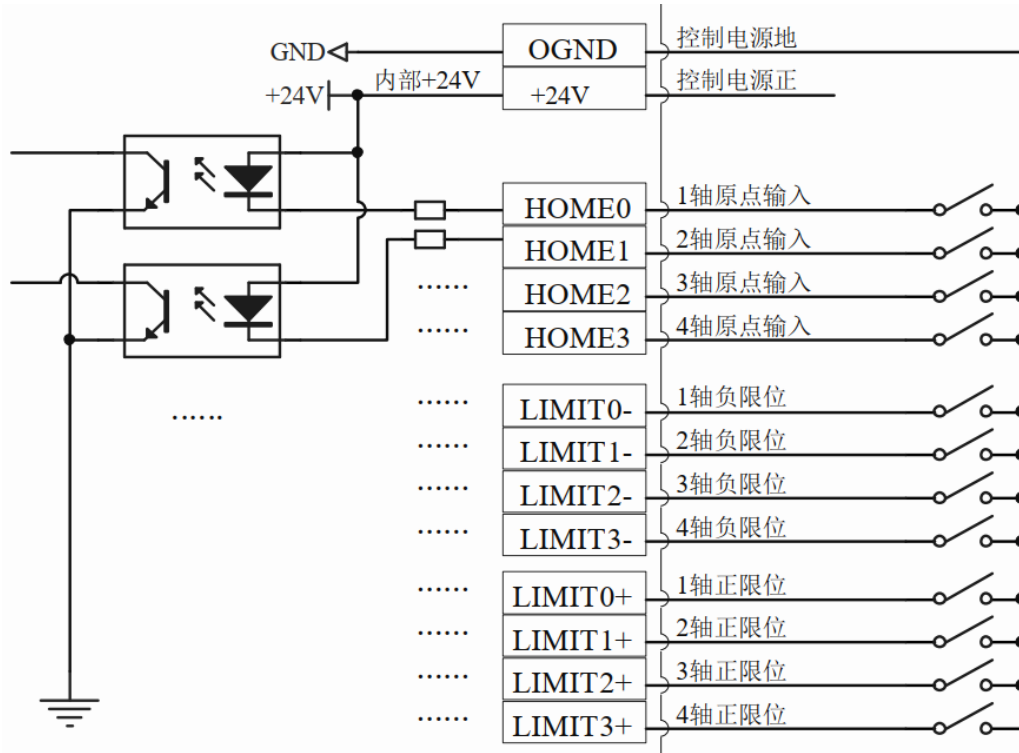 GND OGND 控制电源地
+24V 内部+24V +24V 控制电源正
HOME0 1轴原点输入
HOME1 2轴原点输入
...... HOME2 3轴原点输入
...... HOME3 4轴原点输入
...... ...... LIMIT0- 1轴负限位
...... LIMIT1- 2轴负限位
...... LIMIT2- 3轴负限位
...... LIMIT3- 4轴负限位
...... LIMIT0+ 1轴正限位
...... LIMIT1+ 2轴正限位
...... LIMIT2+ 3轴正限位
...... LIMIT3+ 4轴正限位